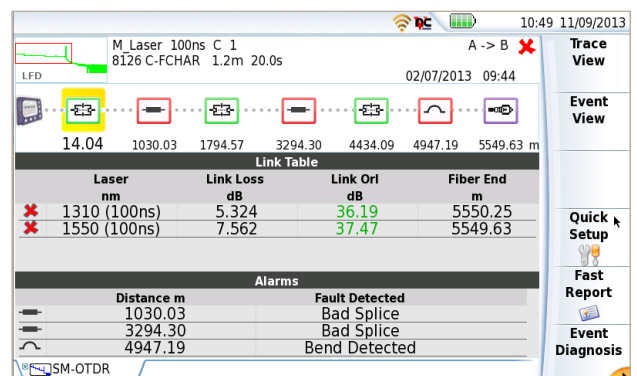 10:49 11/09/2013
M_Laser 100ns C 1
8126 C-FCHAR 1.2m 20.0s
A -> B
02/07/2013 09:44
LFD
Trace View
Event View
14.04 1030.03 1794.57 3294.30 4434.09 4947.19 5549.63 m
Link Table
Laser Link Loss Link Orl Fiber End
nm dB dB m
1310 (100ns) 5.324 36.19 5550.25
1550 (100ns) 7.562 37.47 5549.63
Quick Setup
Alarms
Distance m Fault Detected
1030.03 Bad Splice
3294.30 Bad Splice
4947.19 Bend Detected
Fast Report
Event Diagnosis
SM-OTDR